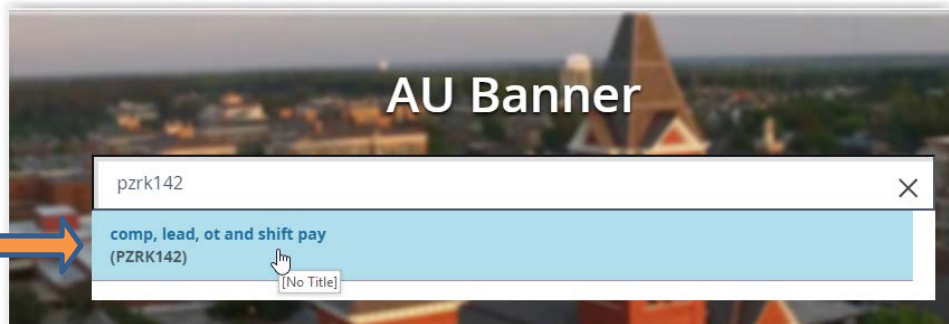 AU Banner
pzrk142
comp, lead, ot and shift pay
(PZRK142)
[No Title]